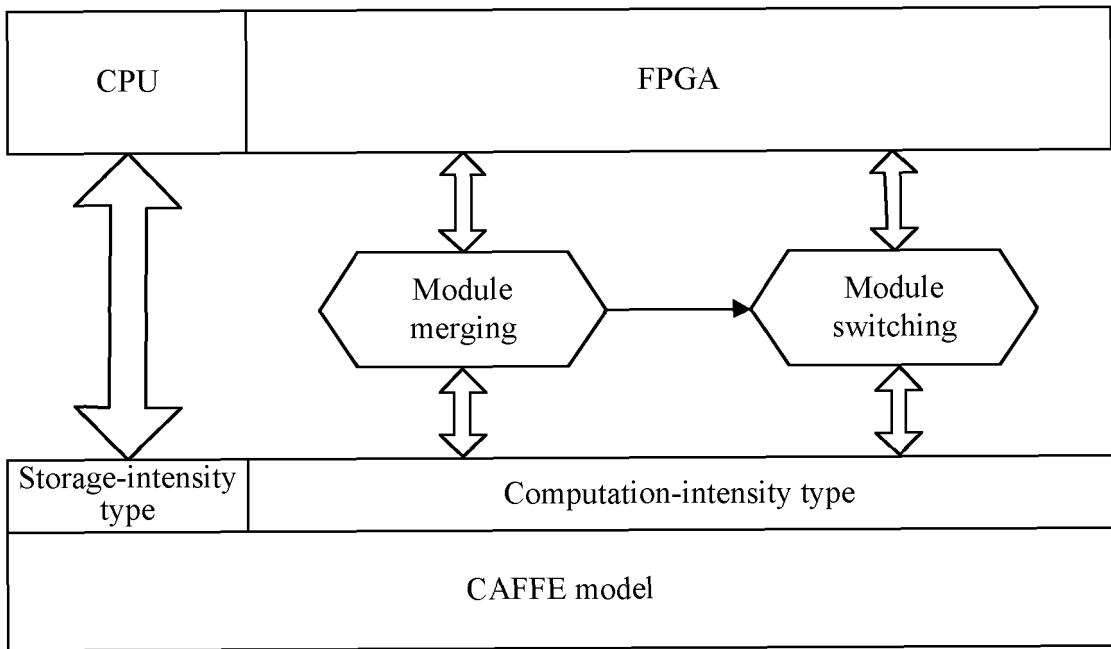 CPU
FPGA
Module
merging
Module
switching
Storage-intensity
type
Computation-intensity type
CAFFE model